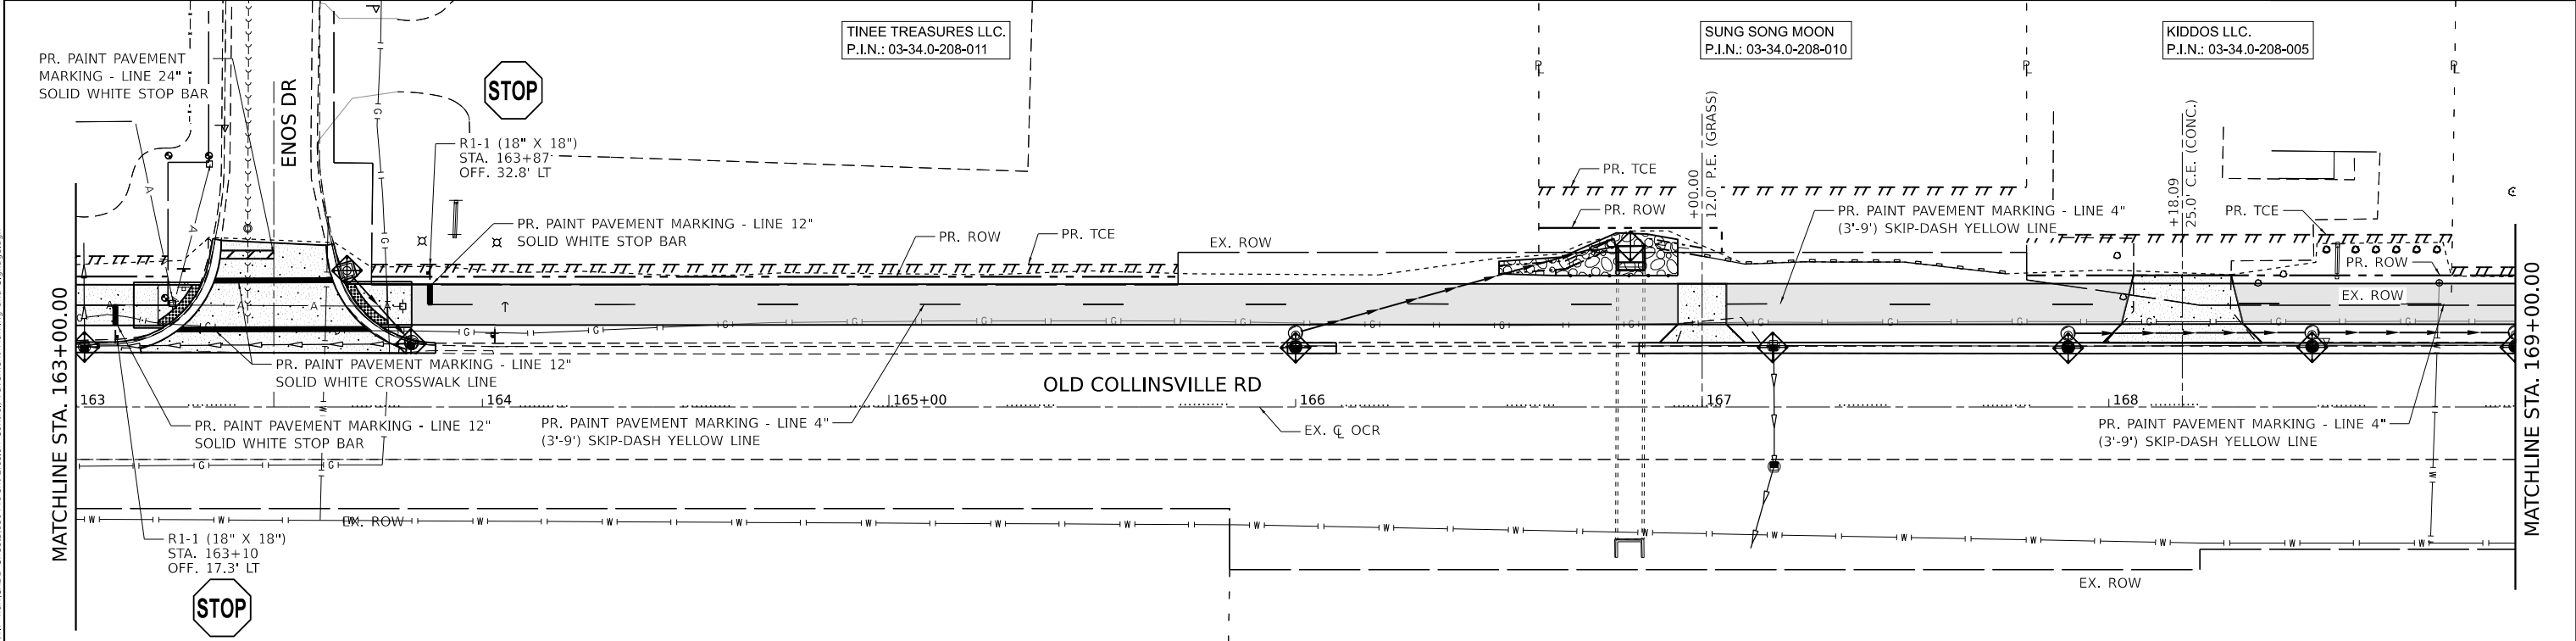 TINEE TREASURES LLC.
P.I.N.: 03-34.0-208-011
SUNG SONG MOON
P.I.N.: 03-34.0-208-010
KIDDOS LLC.
P.I.N.: 03-34.0-208-005
PR. PAINT PAVEMENT
MARKING - LINE 24"
SOLID WHITE STOP BAR
ENOS DR
STOP
R1-1 (18" X 18")
STA. 163+87
OFF. 32.8' LT
PR. PAINT PAVEMENT MARKING - LINE 12"
SOLID WHITE STOP BAR
PR. ROW
PR. TCE
EX. ROW
PR. TCE
PR. ROW
+00.00
12.0' P.E. (GRASS)
PR. PAINT PAVEMENT MARKING - LINE 4"
(3'-9') SKIP-DASH YELLOW LINE
+18.09
25.0' C.E. (CONC.)
PR. TCE
PR. ROW
EX. ROW
MATCHLINE STA. 163+00.00
MATCHLINE STA. 169+00.00
PR. PAINT PAVEMENT MARKING - LINE 12"
SOLID WHITE CROSSWALK LINE
OLD COLLINSVILLE RD
163
164
165+00
166
167
168
PR. PAINT PAVEMENT MARKING - LINE 12"
SOLID WHITE STOP BAR
PR. PAINT PAVEMENT MARKING - LINE 4"
(3'-9') SKIP-DASH YELLOW LINE
EX. ℄ OCR
PR. PAINT PAVEMENT MARKING - LINE 4"
(3'-9') SKIP-DASH YELLOW LINE
EX. ROW
R1-1 (18" X 18")
STA. 163+10
OFF. 17.3' LT
STOP
EX. ROW